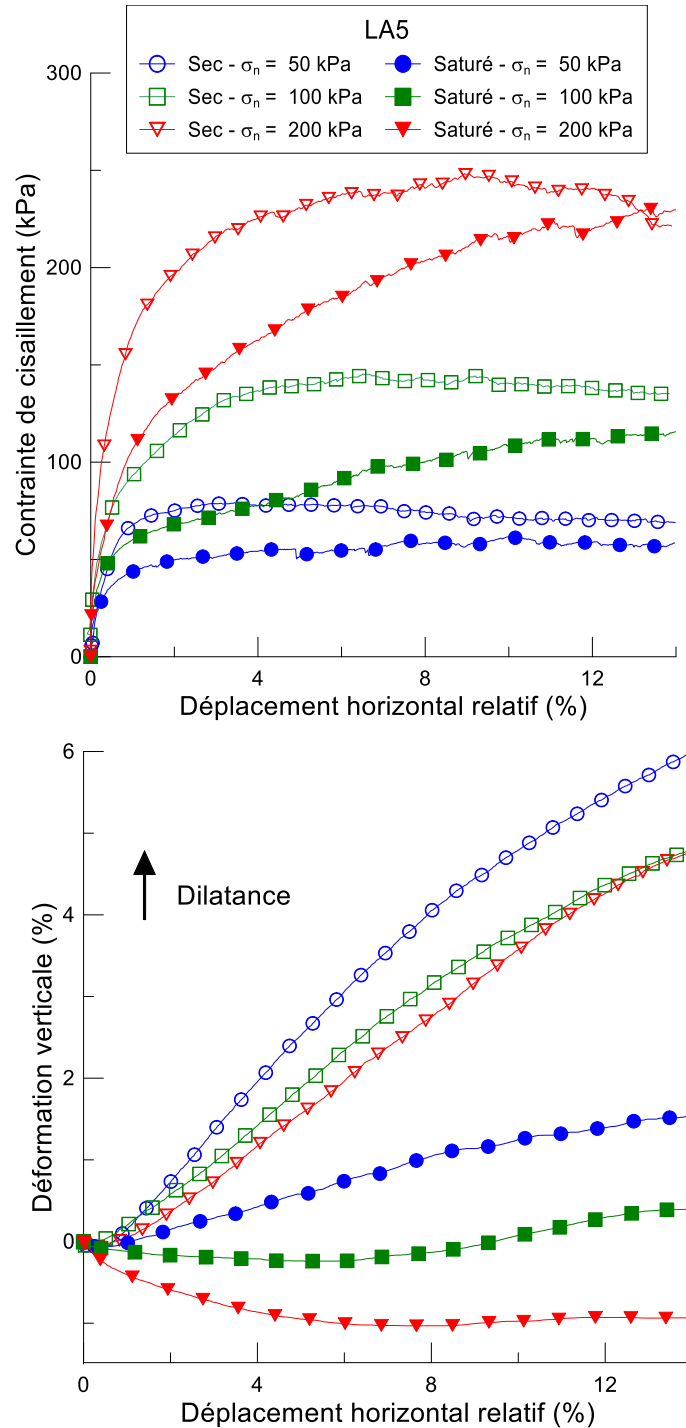 LA5
Sec - σn = 50 kPa Saturé - σn = 50 kPa
Sec - σn = 100 kPa Saturé - σn = 100 kPa
Sec - σn = 200 kPa Saturé - σn = 200 kPa
300
200
100
0
Contrainte de cisaillement (kPa)
0 4 8 12
Déplacement horizontal relatif (%)
6
4
2
0
Déformation verticale (%)
Dilatance
0 4 8 12
Déplacement horizontal relatif (%)